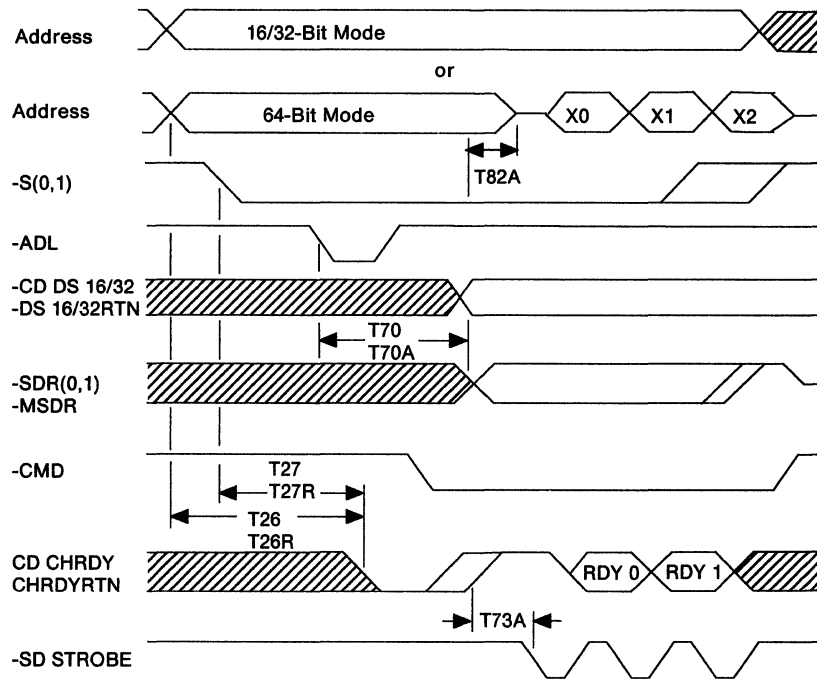 Address 16/32-Bit Mode
or
Address 64-Bit Mode X0 X1 X2
T82A
-S(0,1)
-ADL
-CD DS 16/32
-DS 16/32RTN
T70
T70A
-SDR(0,1)
-MSDR
-CMD
T27
T27R
T26
T26R
CD CHRDY
CHRDYRTN
RDY 0 RDY 1
T73A
-SD STROBE